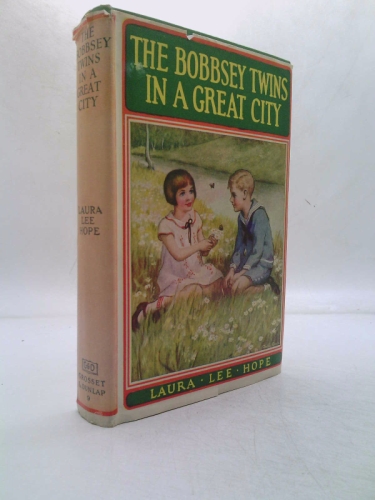 THE
BOBBSEY
TWINS
IN A
GREAT
CITY
LAURA
LEE
HOPE
GROSSET
& DUNLAP
9
THE BOBBSEY TWINS
IN A GREAT CITY
LAURA · LEE · HOPE